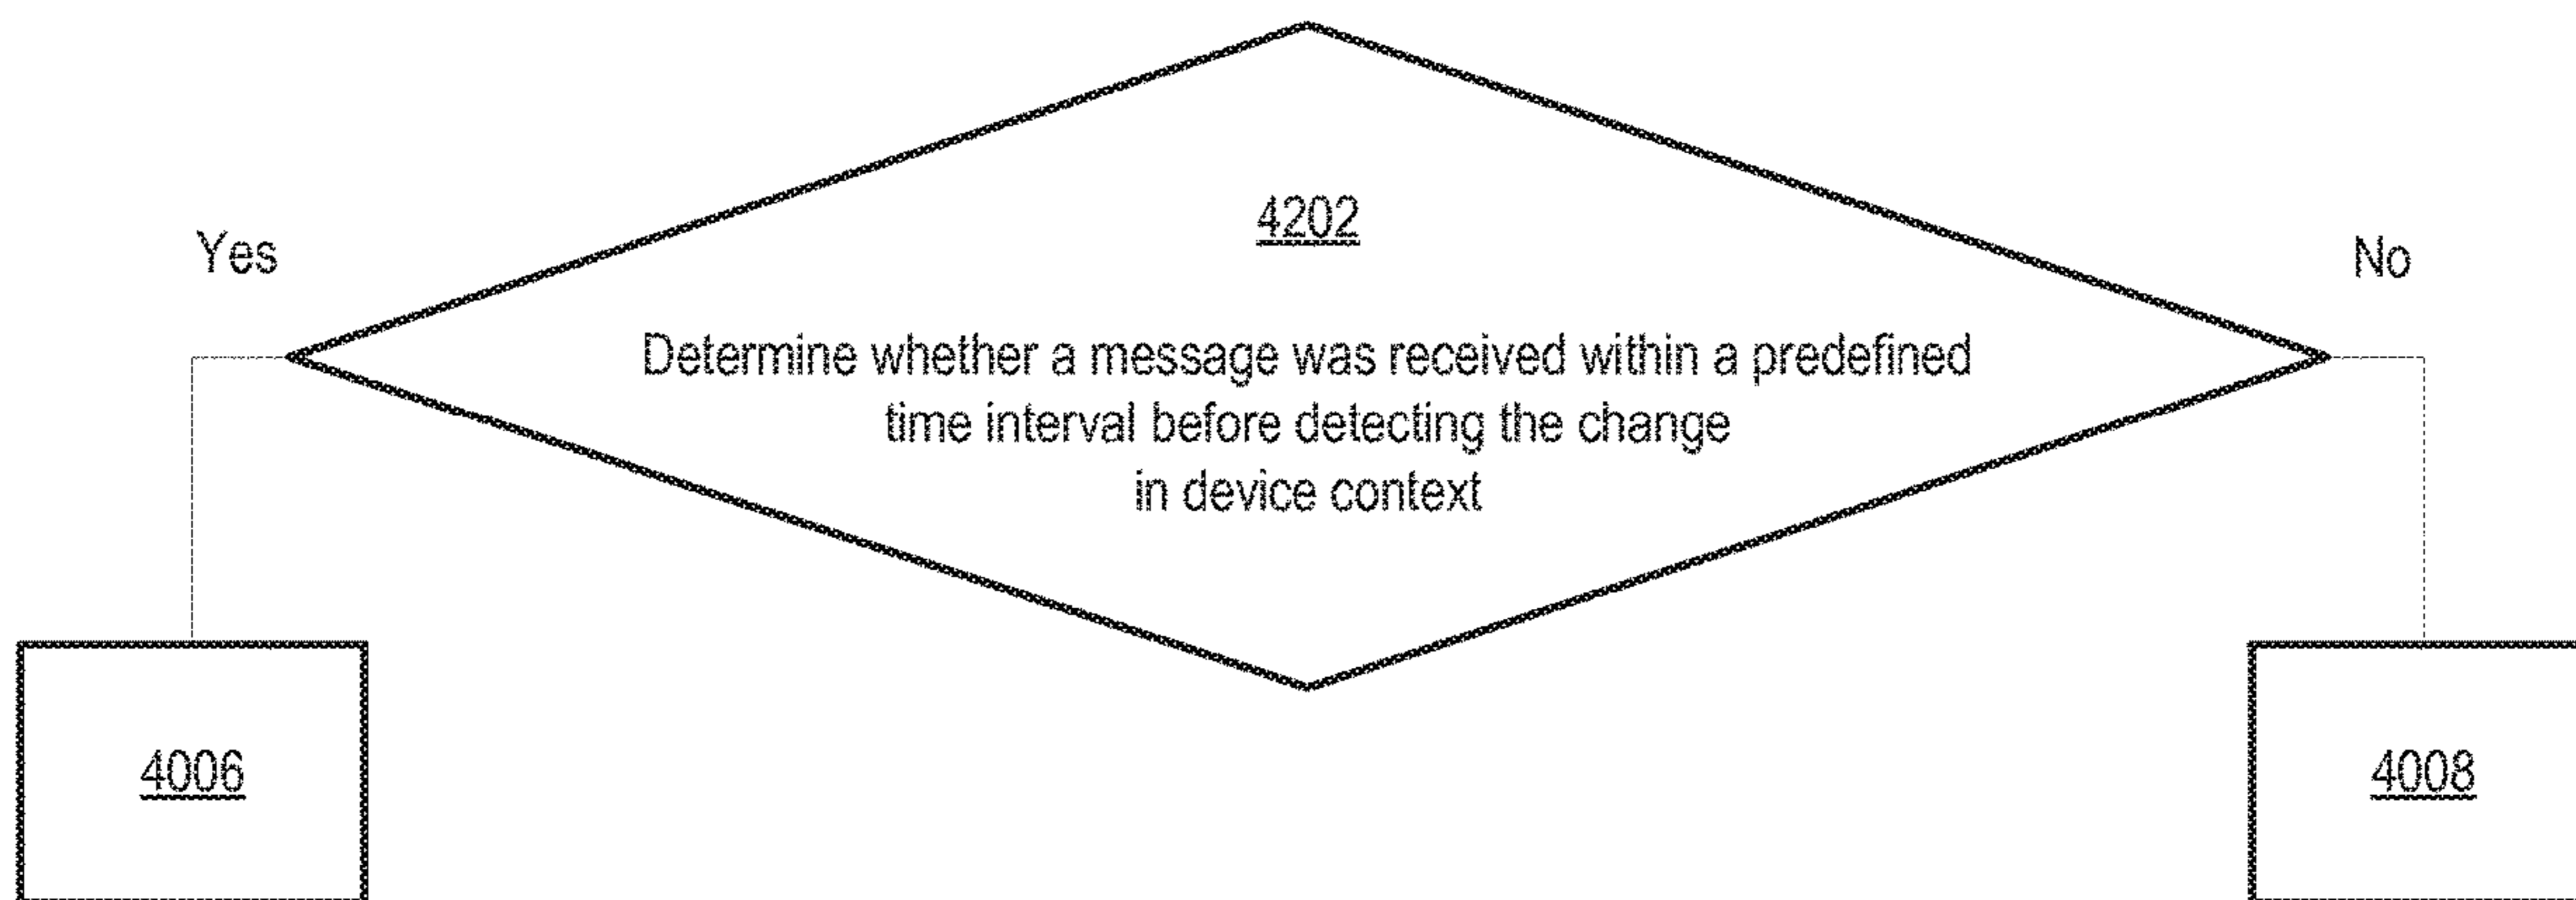 4202
Yes
No
Determine whether a message was received within a predefined
time interval before detecting the change
in device context
4006
4008